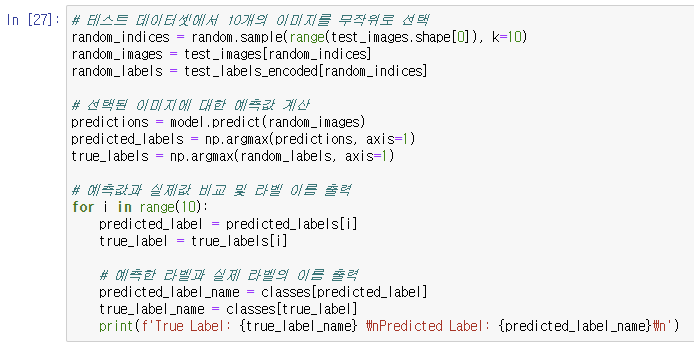 In [27]:
# 테스트 데이터셋에서 10개의 이미지를 무작위로 선택
random_indices = random.sample(range(test_images.shape[0]), k=10)
random_images = test_images[random_indices]
random_labels = test_labels_encoded[random_indices]

# 선택된 이미지에 대한 예측값 계산
predictions = model.predict(random_images)
predicted_labels = np.argmax(predictions, axis=1)
true_labels = np.argmax(random_labels, axis=1)

# 예측값과 실제값 비교 및 라벨 이름 출력
for i in range(10):
    predicted_label = predicted_labels[i]
    true_label = true_labels[i]

    # 예측한 라벨과 실제 라벨의 이름 출력
    predicted_label_name = classes[predicted_label]
    true_label_name = classes[true_label]
    print(f'True Label: {true_label_name} ₩nPredicted Label: {predicted_label_name}₩n')